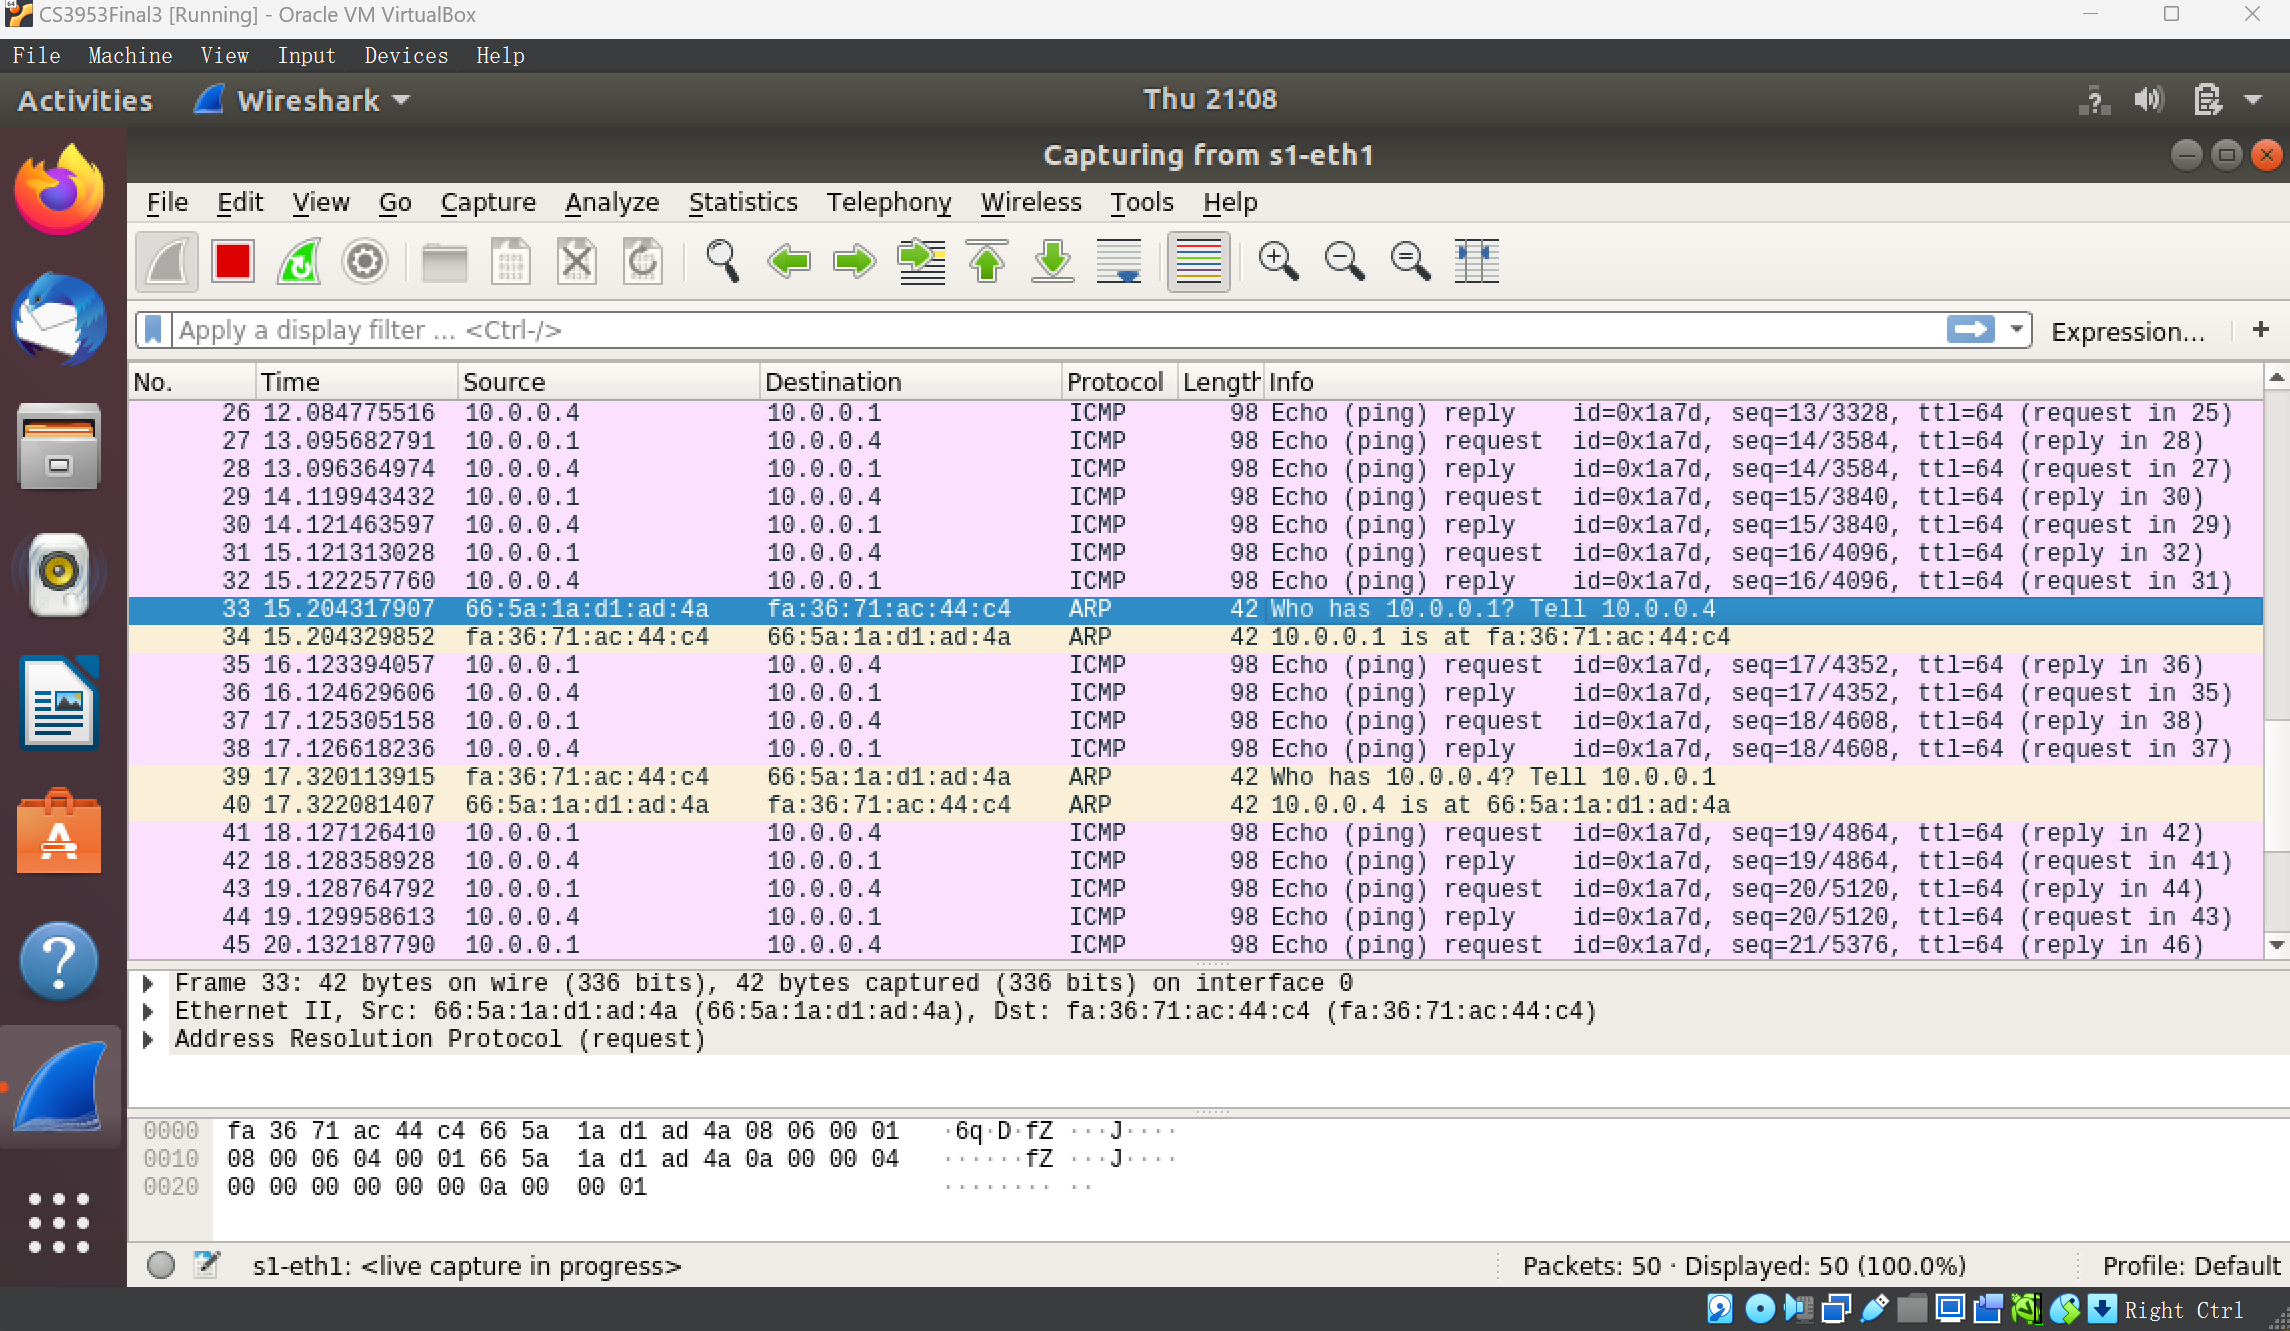 CS3953Final3 [Running] - Oracle VM VirtualBox
File Machine View Input Devices Help
Activities Wireshark Thu 21:08
Capturing from s1-eth1
File Edit View Go Capture Analyze Statistics Telephony Wireless Tools Help
Apply a display filter ... <Ctrl-/> Expression... +
No. Time Source Destination Protocol Length Info
26 12.084775516 10.0.0.4 10.0.0.1 ICMP 98 Echo (ping) reply id=0x1a7d, seq=13/3328, ttl=64 (request in 25)
27 13.095682791 10.0.0.1 10.0.0.4 ICMP 98 Echo (ping) request id=0x1a7d, seq=14/3584, ttl=64 (reply in 28)
28 13.096364974 10.0.0.4 10.0.0.1 ICMP 98 Echo (ping) reply id=0x1a7d, seq=14/3584, ttl=64 (request in 27)
29 14.119943432 10.0.0.1 10.0.0.4 ICMP 98 Echo (ping) request id=0x1a7d, seq=15/3840, ttl=64 (reply in 30)
30 14.121463597 10.0.0.4 10.0.0.1 ICMP 98 Echo (ping) reply id=0x1a7d, seq=15/3840, ttl=64 (request in 29)
31 15.121313028 10.0.0.1 10.0.0.4 ICMP 98 Echo (ping) request id=0x1a7d, seq=16/4096, ttl=64 (reply in 32)
32 15.122257760 10.0.0.4 10.0.0.1 ICMP 98 Echo (ping) reply id=0x1a7d, seq=16/4096, ttl=64 (request in 31)
33 15.204317907 66:5a:1a:d1:ad:4a fa:36:71:ac:44:c4 ARP 42 Who has 10.0.0.1? Tell 10.0.0.4
34 15.204329852 fa:36:71:ac:44:c4 66:5a:1a:d1:ad:4a ARP 42 10.0.0.1 is at fa:36:71:ac:44:c4
35 16.123394057 10.0.0.1 10.0.0.4 ICMP 98 Echo (ping) request id=0x1a7d, seq=17/4352, ttl=64 (reply in 36)
36 16.124629606 10.0.0.4 10.0.0.1 ICMP 98 Echo (ping) reply id=0x1a7d, seq=17/4352, ttl=64 (request in 35)
37 17.125305158 10.0.0.1 10.0.0.4 ICMP 98 Echo (ping) request id=0x1a7d, seq=18/4608, ttl=64 (reply in 38)
38 17.126618236 10.0.0.4 10.0.0.1 ICMP 98 Echo (ping) reply id=0x1a7d, seq=18/4608, ttl=64 (request in 37)
39 17.320113915 fa:36:71:ac:44:c4 66:5a:1a:d1:ad:4a ARP 42 Who has 10.0.0.4? Tell 10.0.0.1
40 17.322081407 66:5a:1a:d1:ad:4a fa:36:71:ac:44:c4 ARP 42 10.0.0.4 is at 66:5a:1a:d1:ad:4a
41 18.127126410 10.0.0.1 10.0.0.4 ICMP 98 Echo (ping) request id=0x1a7d, seq=19/4864, ttl=64 (reply in 42)
42 18.128358928 10.0.0.4 10.0.0.1 ICMP 98 Echo (ping) reply id=0x1a7d, seq=19/4864, ttl=64 (request in 41)
43 19.128764792 10.0.0.1 10.0.0.4 ICMP 98 Echo (ping) request id=0x1a7d, seq=20/5120, ttl=64 (reply in 44)
44 19.129958613 10.0.0.4 10.0.0.1 ICMP 98 Echo (ping) reply id=0x1a7d, seq=20/5120, ttl=64 (request in 43)
45 20.132187790 10.0.0.1 10.0.0.4 ICMP 98 Echo (ping) request id=0x1a7d, seq=21/5376, ttl=64 (reply in 46)
Frame 33: 42 bytes on wire (336 bits), 42 bytes captured (336 bits) on interface 0
Ethernet II, Src: 66:5a:1a:d1:ad:4a (66:5a:1a:d1:ad:4a), Dst: fa:36:71:ac:44:c4 (fa:36:71:ac:44:c4)
Address Resolution Protocol (request)
0000 fa 36 71 ac 44 c4 66 5a 1a d1 ad 4a 08 06 00 01 ·6q·D·fZ ···J····
0010 08 00 06 04 00 01 66 5a 1a d1 ad 4a 0a 00 00 04 ······fZ ···J····
0020 00 00 00 00 00 00 0a 00 00 01 ········ ··
s1-eth1: <live capture in progress> Packets: 50 · Displayed: 50 (100.0%) Profile: Default
Right Ctrl